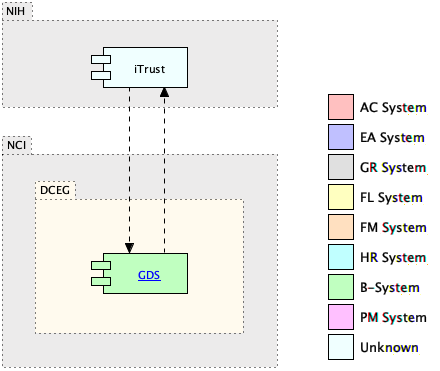 NIH
iTrust
NCI
DCEG
GDS
AC System
EA System
GR System
FL System
FM System
HR System
B-System
PM System
Unknown